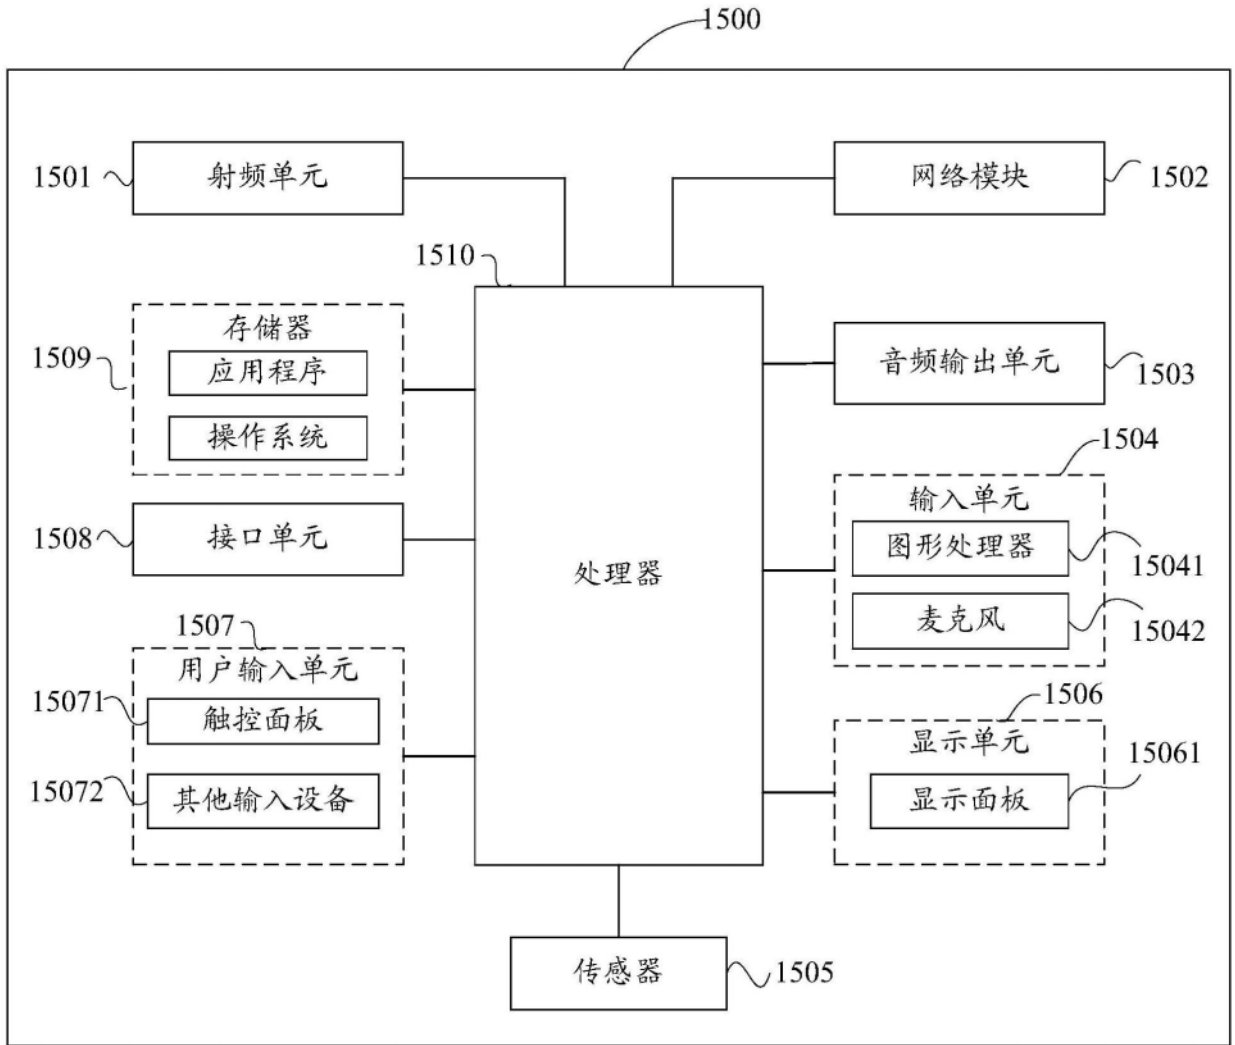 1500
1501
射频单元
网络模块
1502
1510
存储器
1509
应用程序
操作系统
音频输出单元
1503
1504
输入单元
图形处理器
15041
麦克风
15042
1508
接口单元
处理器
1507
用户输入单元
15071
触控面板
15072
其他输入设备
1506
显示单元
15061
显示面板
传感器
1505